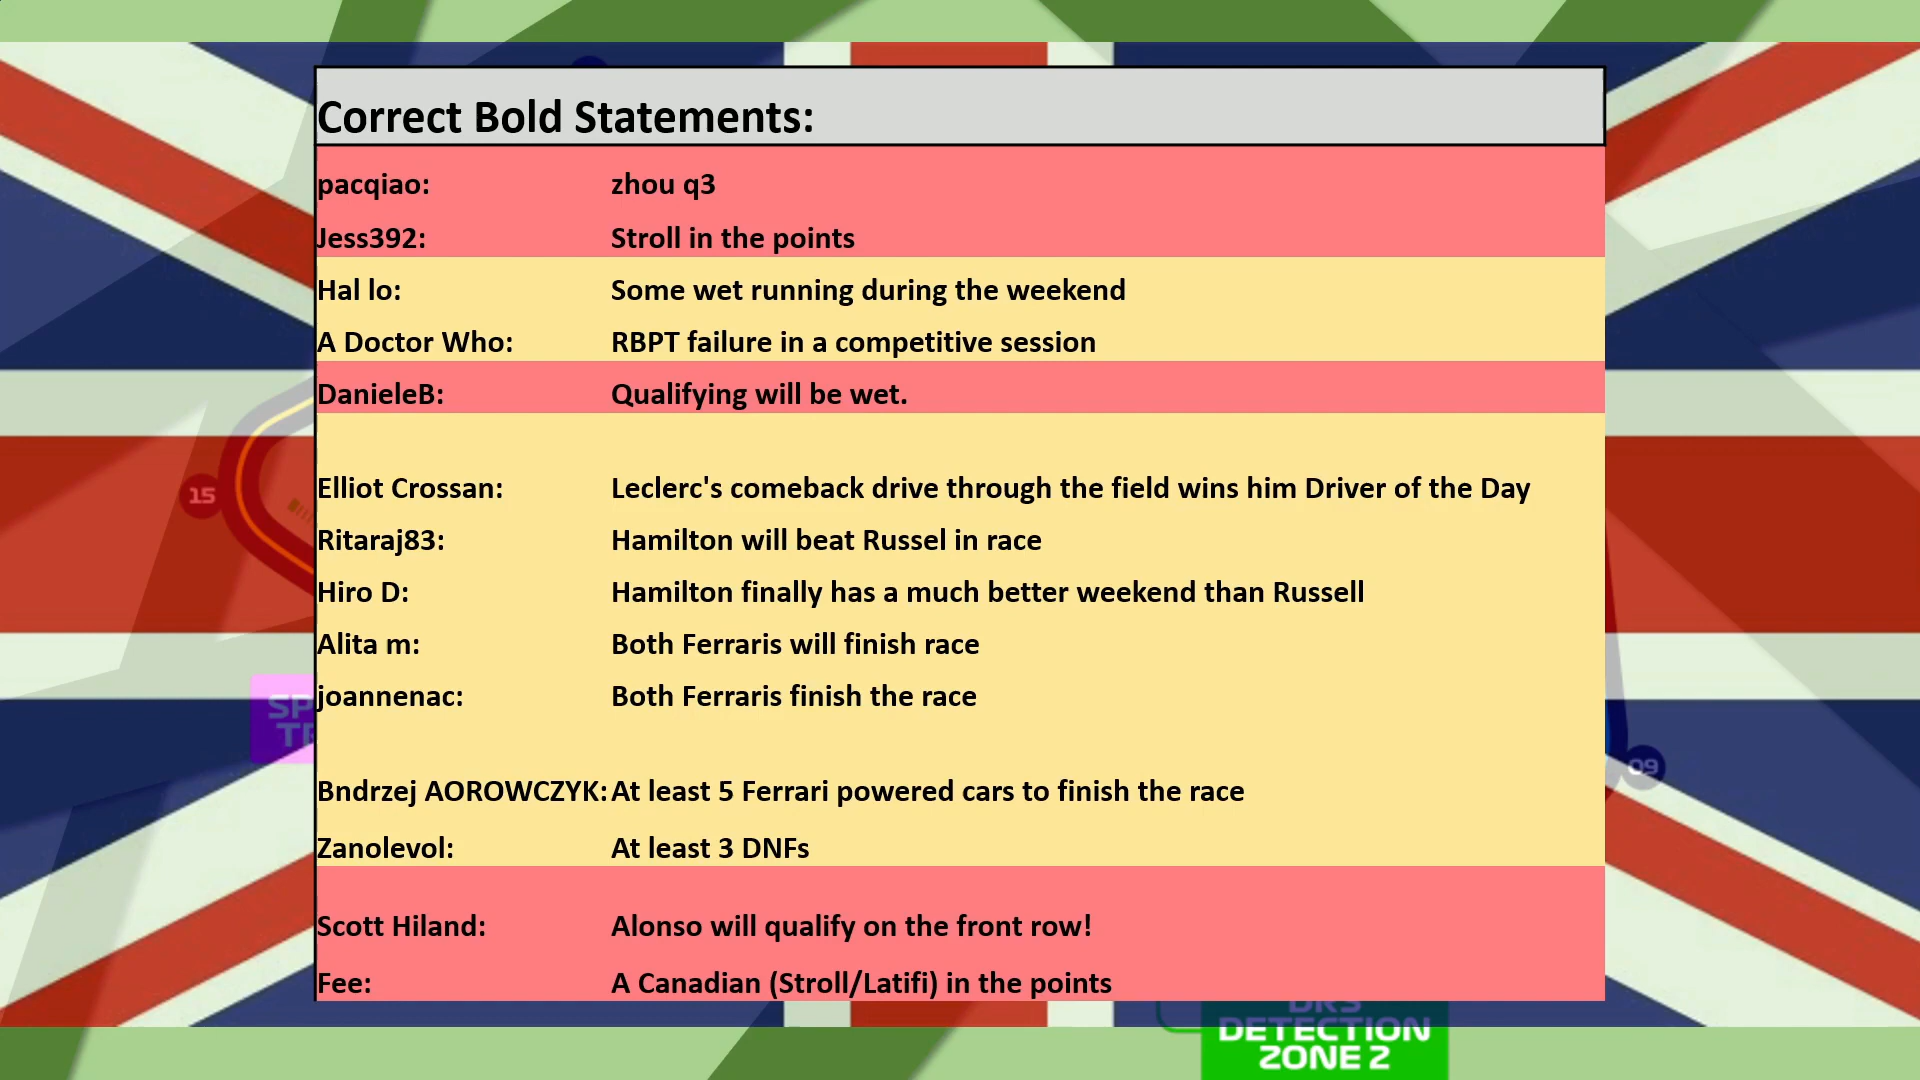 Correct Bold Statements:
pacqiao: zhou q3
Jess392: Stroll in the points
Hal lo: Some wet running during the weekend
A Doctor Who: RBPT failure in a competitive session
DanieleB: Qualifying will be wet.
Elliot Crossan: Leclerc's comeback drive through the field wins him Driver of the Day
15
Ritaraj83: Hamilton will beat Russel in race
Hiro D: Hamilton finally has a much better weekend than Russell
Alita m: Both Ferraris will finish race
joannenac: Both Ferraris finish the race
09
Bndrzej AOROWCZYK: At least 5 Ferrari powered cars to finish the race
Zanolevol: At least 3 DNFs
Scott Hiland: Alonso will qualify on the front row!
Fee: A Canadian (Stroll/Latifi) in the points
DRS
DETECTION
ZONE 2